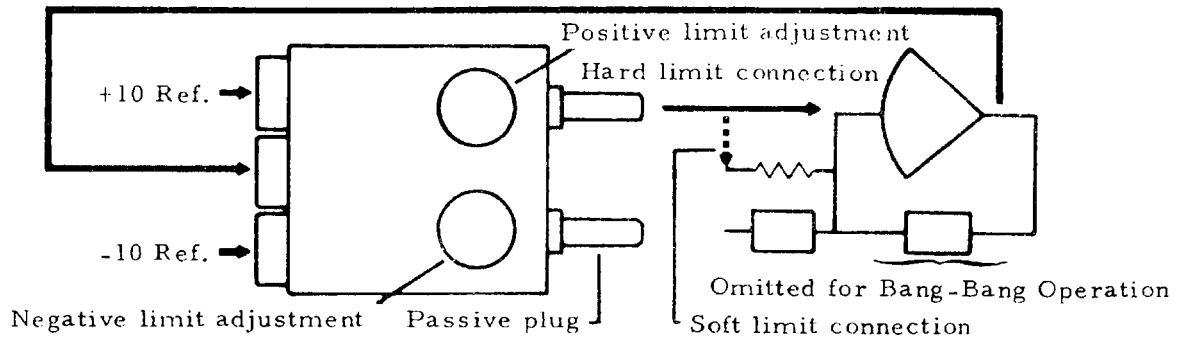 Positive limit adjustment
Hard limit connection
+10 Ref.
-10 Ref.
Omitted for Bang-Bang Operation
Negative limit adjustment
Passive plug
Soft limit connection